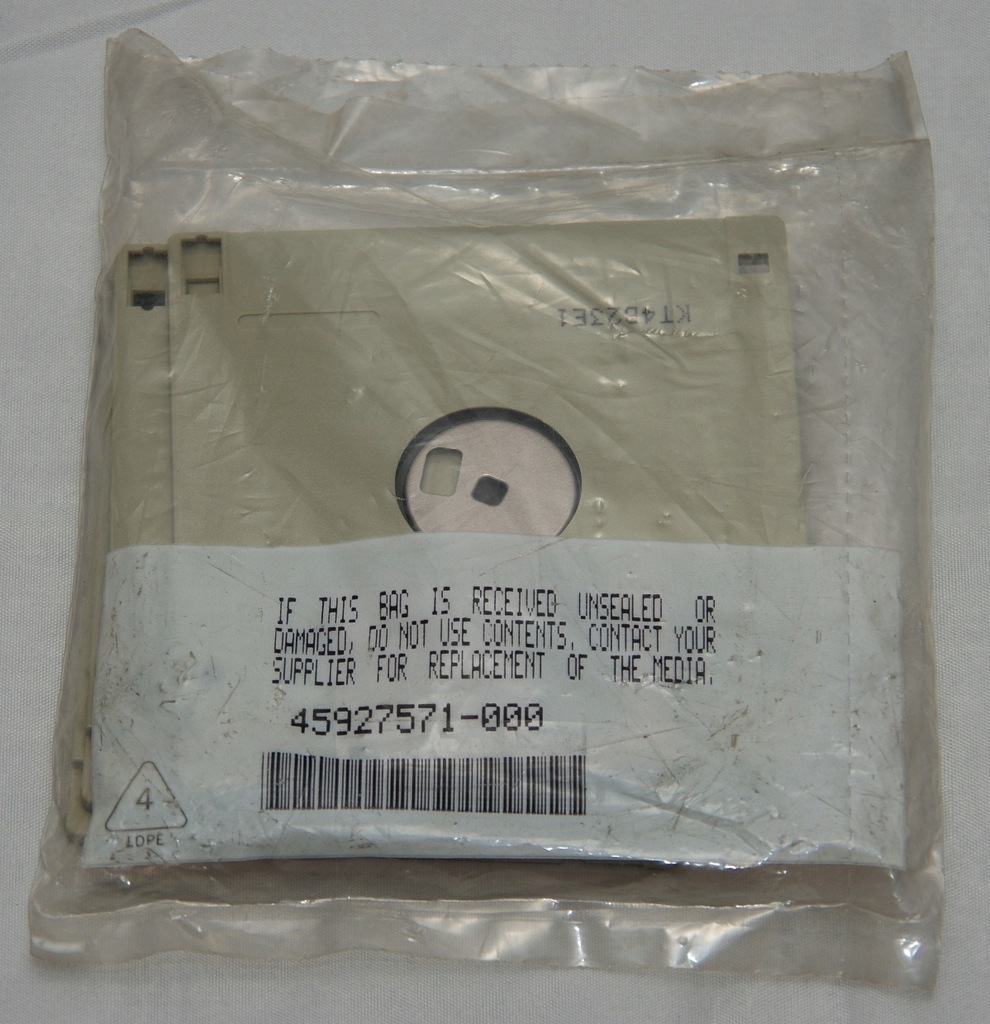 KT4B23E1
IF THIS BAG IS RECEIVED UNSEALED OR
DAMAGED, DO NOT USE CONTENTS. CONTACT YOUR
SUPPLIER FOR REPLACEMENT OF THE MEDIA.
45927571-000
4
LDPE